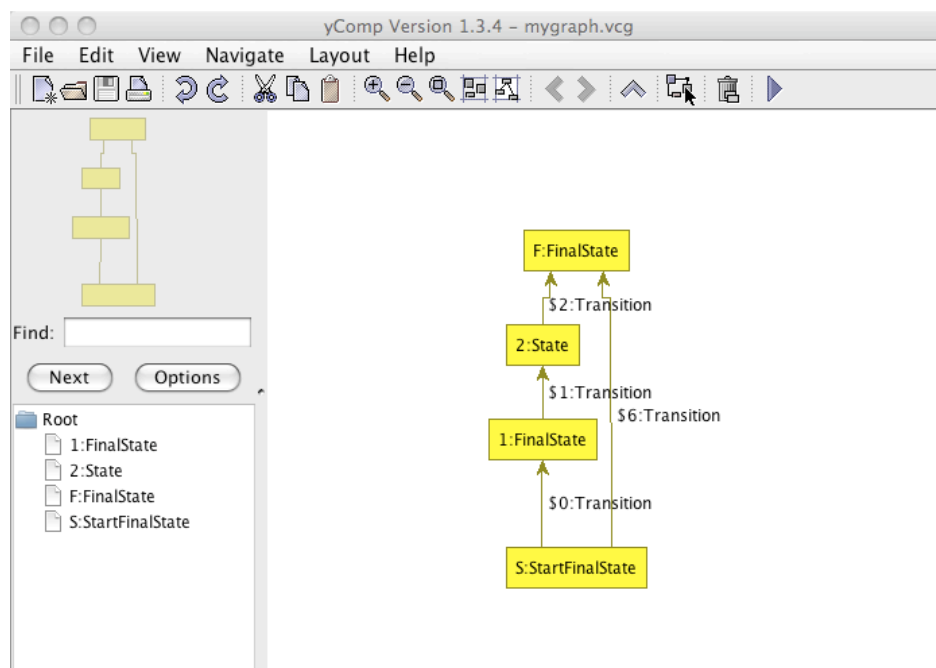 yComp Version 1.3.4 – mygraph.vcg
File Edit View Navigate Layout Help
Find:
Next Options
Root
1:FinalState
2:State
F:FinalState
S:StartFinalState
F:FinalState
$2:Transition
2:State
$1:Transition
$6:Transition
1:FinalState
$0:Transition
S:StartFinalState